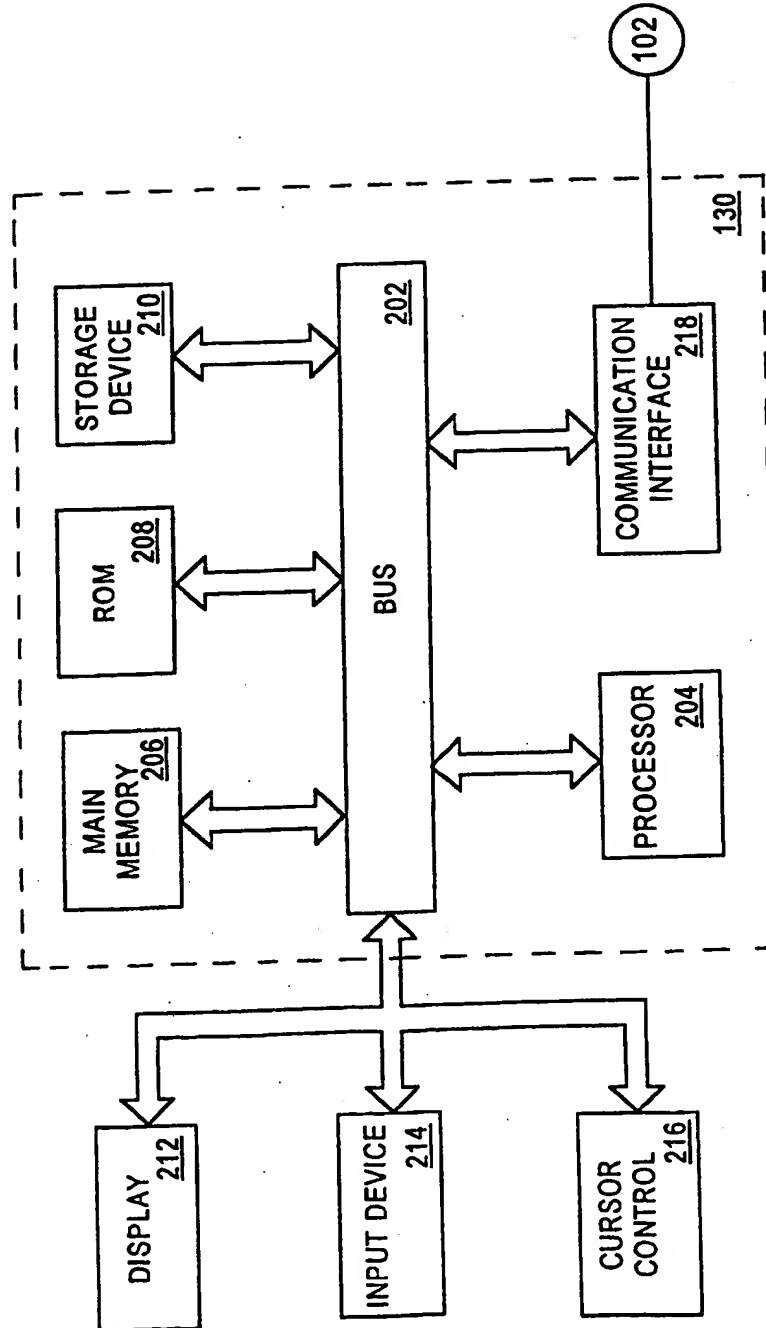 DISPLAY
212
INPUT DEVICE
214
CURSOR
CONTROL
216
MAIN
MEMORY
206
ROM
208
STORAGE
DEVICE
210
BUS
202
PROCESSOR
204
COMMUNICATION
INTERFACE
218
130
102